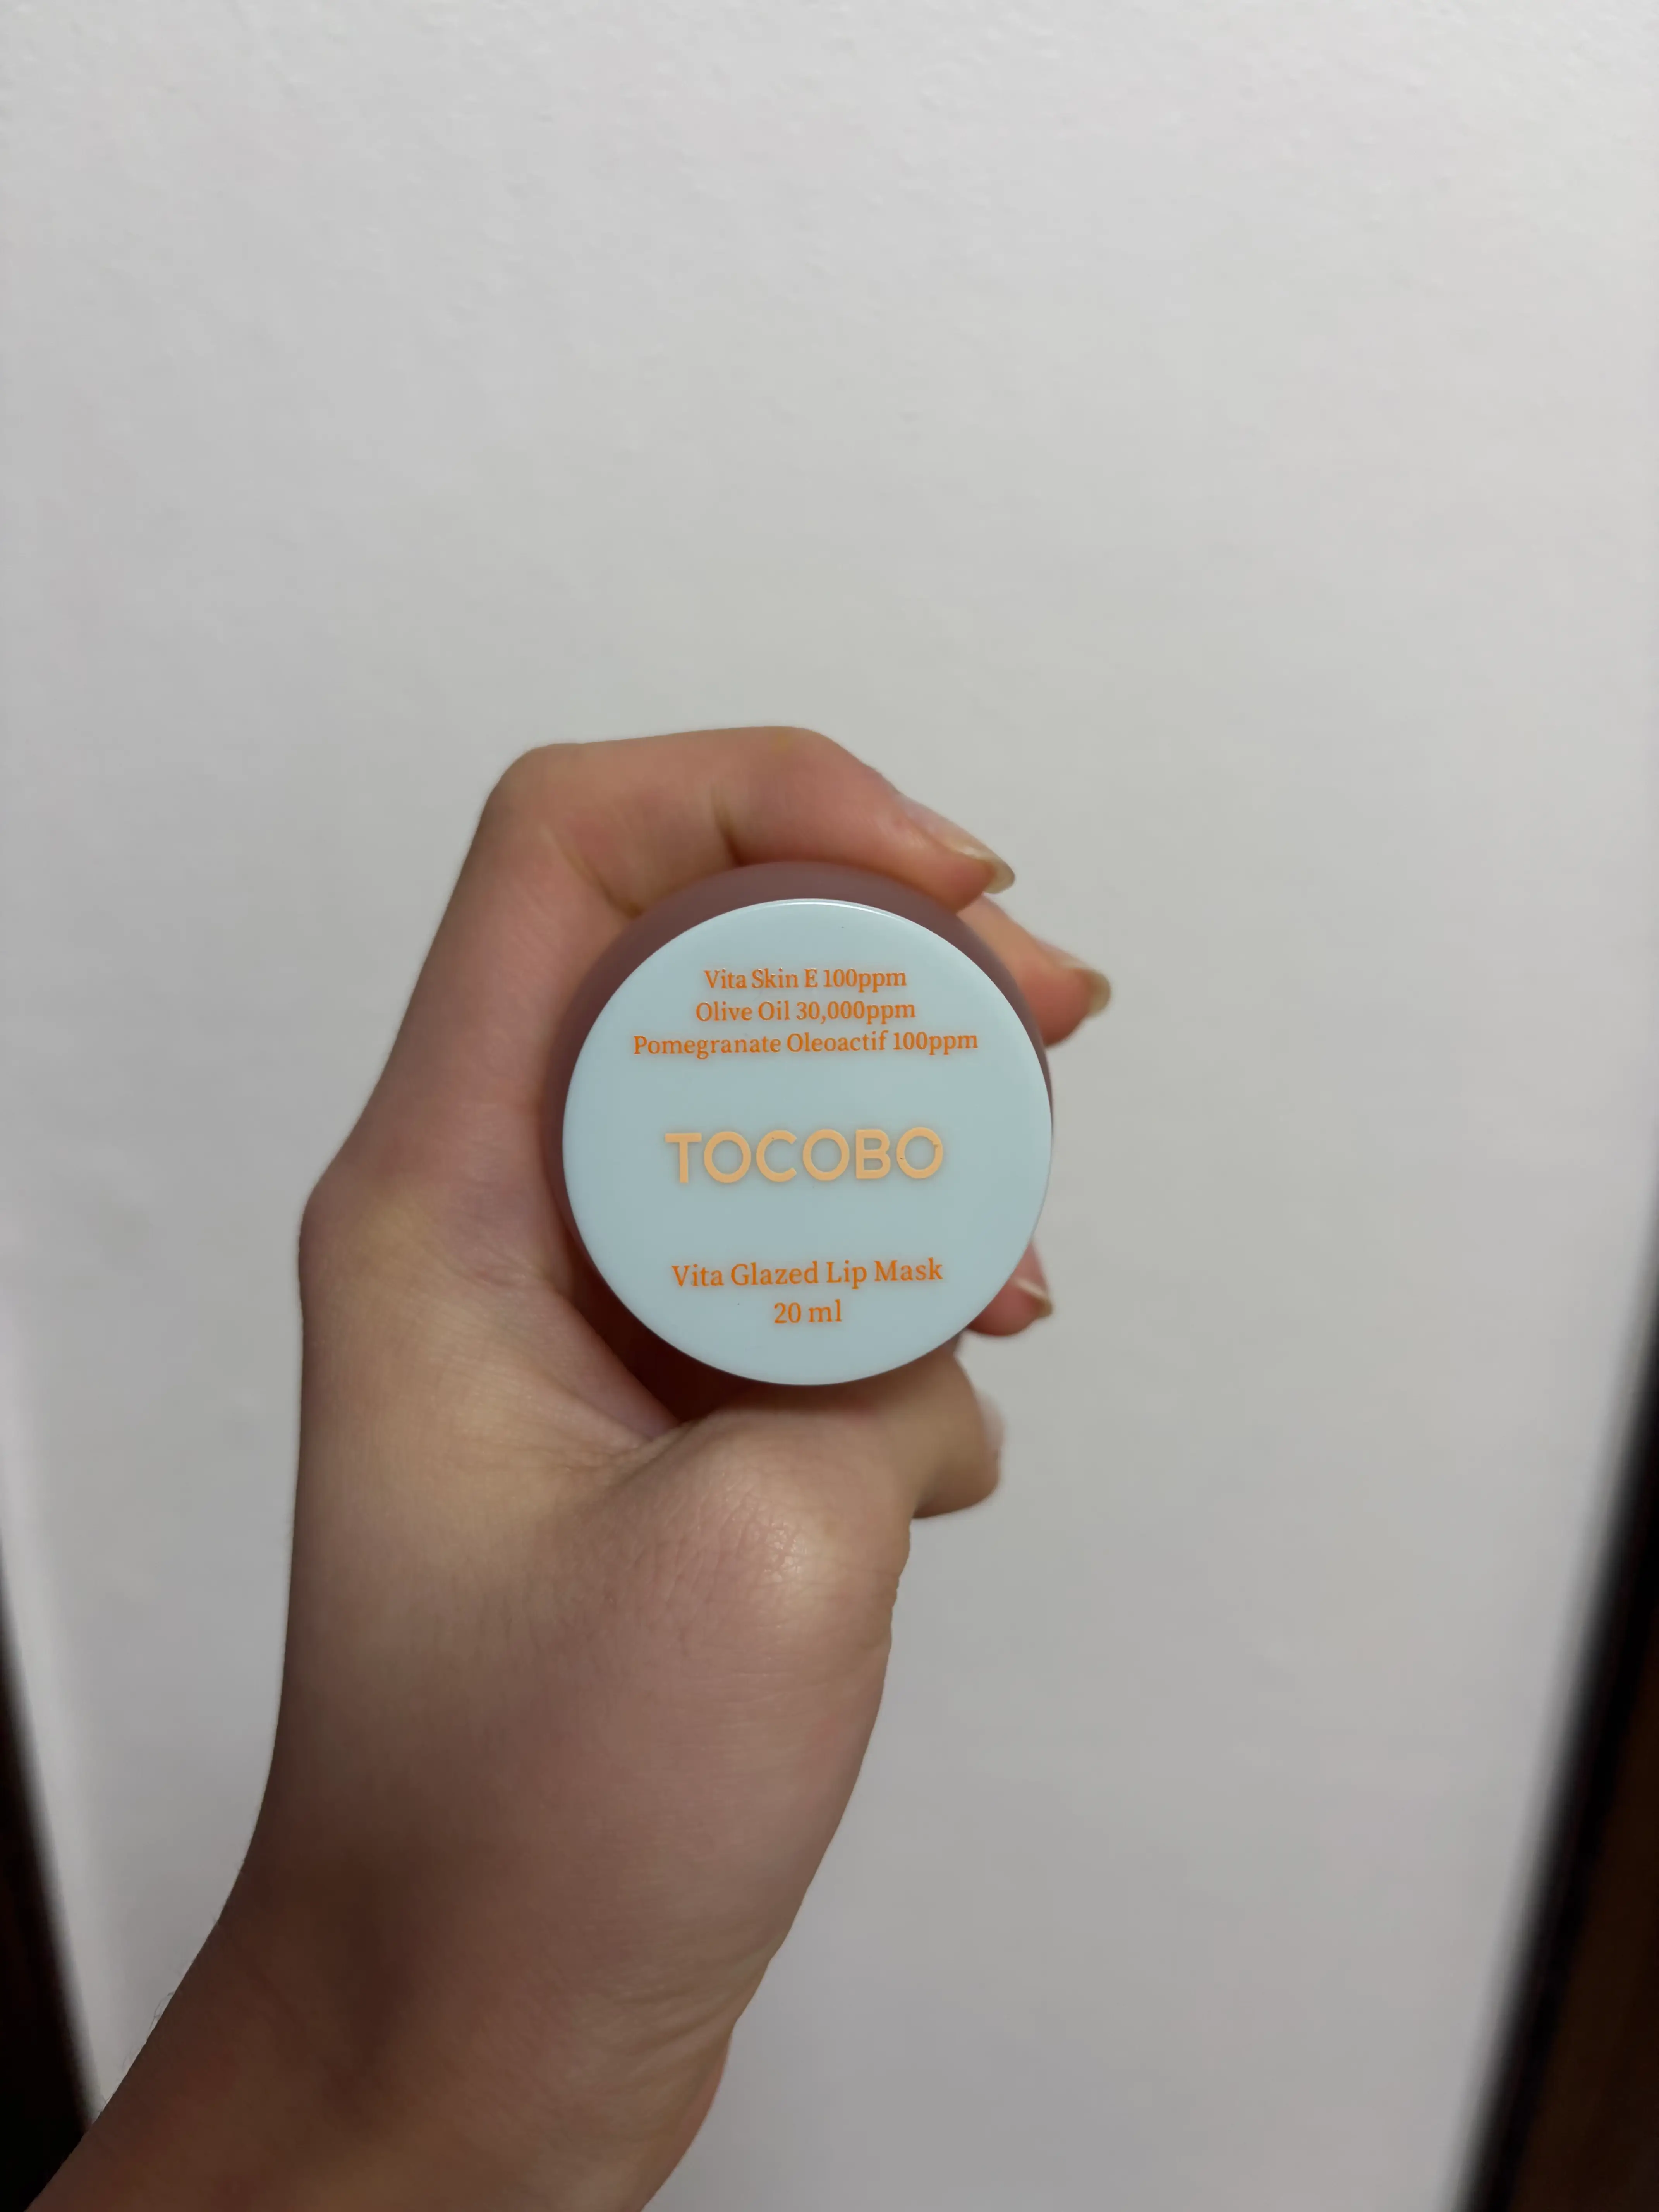 Vita Skin E 100ppm
Olive Oil 30,000ppm
Pomegranate Oleoactif 100ppm
TOCOBO
Vita Glazed Lip Mask
20 ml